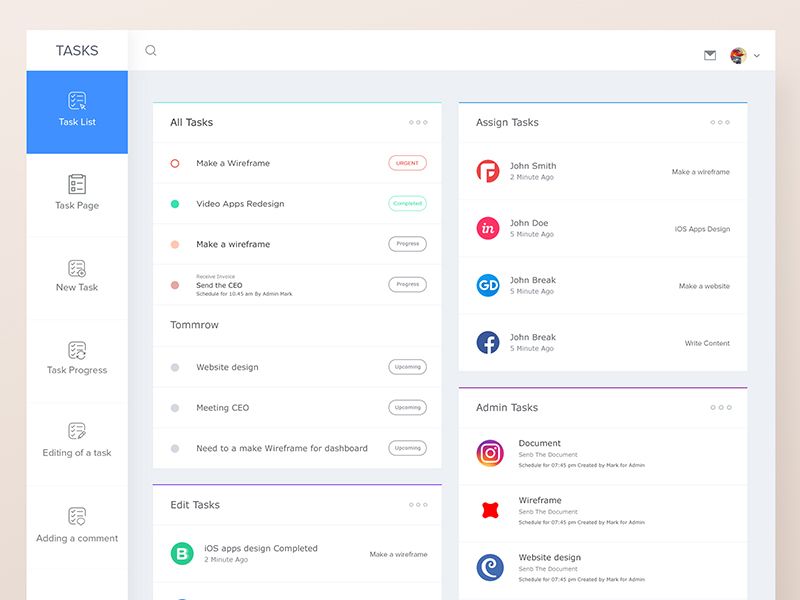 TASKS
Task List
Task Page
New Task
Task Progress
Editing of a task
Adding a comment
All Tasks
Make a Wireframe
URGENT
Video Apps Redesign
Completed
Make a wireframe
Progress
Receive Invoice
Send the CEO
Schedule for 10.45 am By Admin Mark
Progress
Tommrow
Website design
Upcoming
Meeting CEO
Upcoming
Need to a make Wireframe for dashboard
Upcoming
Edit Tasks
iOS apps design Completed
2 Minute Ago
Make a wireframe
Assign Tasks
John Smith
2 Minute Ago
Make a wireframe
in
John Doe
5 Minute Ago
iOS Apps Design
GD
John Break
5 Minute Ago
Make a website
John Break
5 Minute Ago
Write Content
Admin Tasks
Document
Senb The Document
Schedule for 07:45 pm Created by Mark for Admin
Wireframe
Senb The Document
Schedule for 07:45 pm Created by Mark for Admin
Website design
Senb The Document
Schedule for 07:45 pm Created by Mark for Admin